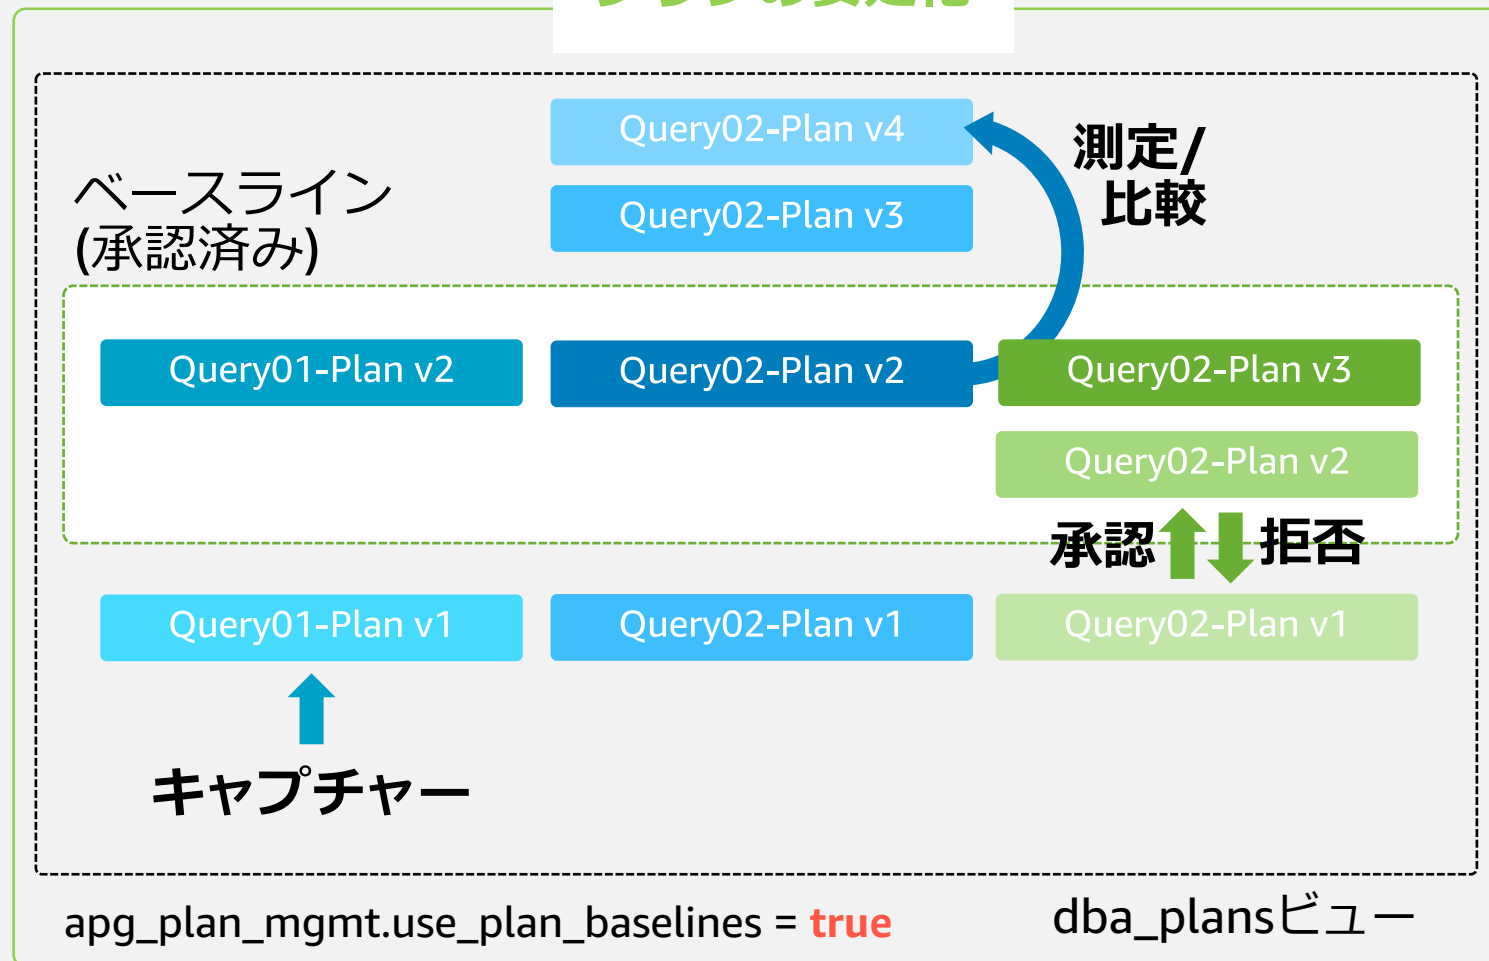 Query02-Plan v4
測定/
比較
Query02-Plan v3
ベースライン
(承認済み)
Query01-Plan v2
Query02-Plan v2
Query02-Plan v3
Query02-Plan v2
承認
拒否
Query01-Plan v1
Query02-Plan v1
Query02-Plan v1
キャプチャー
apg_plan_mgmt.use_plan_baselines = true
dba_plansビュー